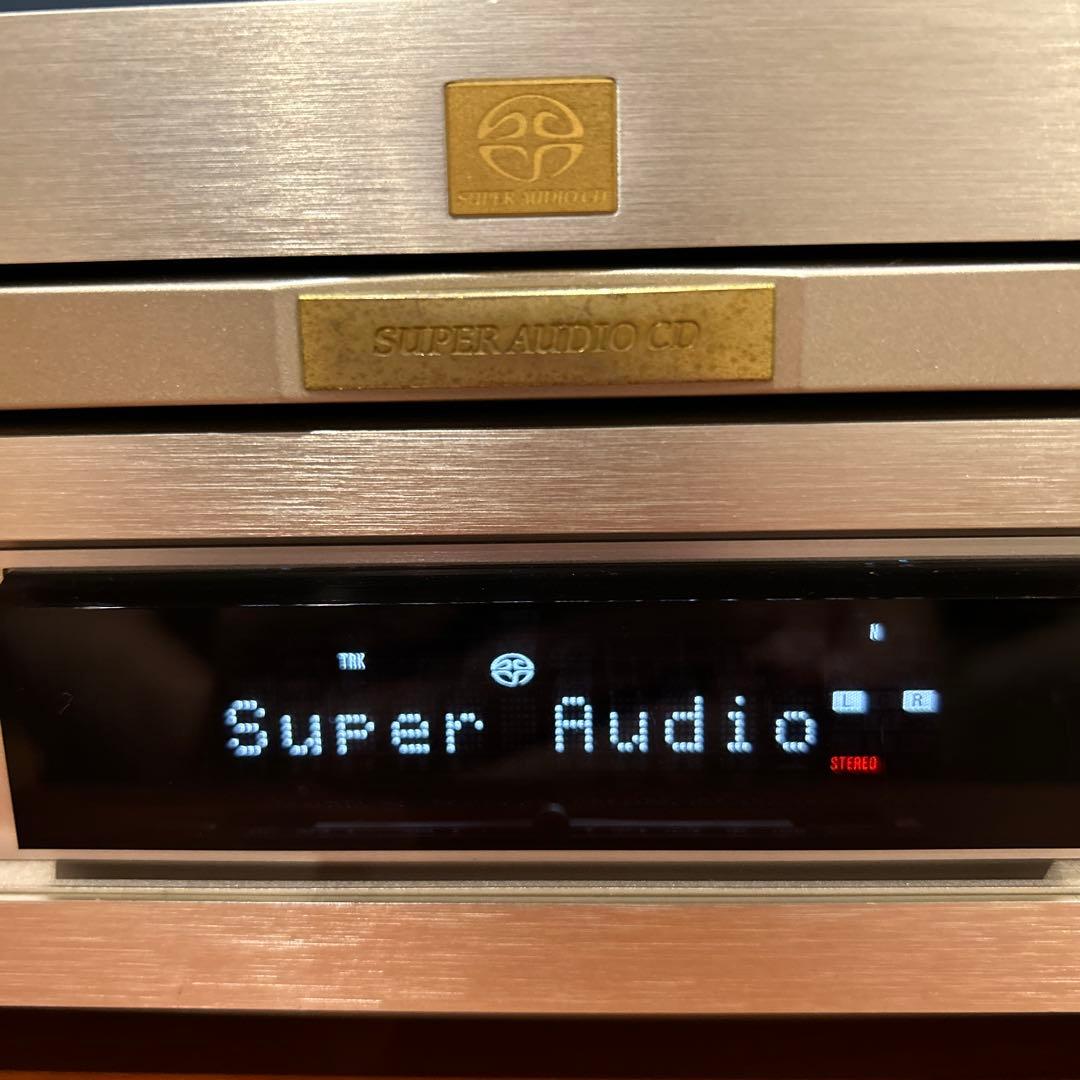 SUPER AUDIO CD
SUPER AUDIO CD
N
TRK
L R
Super Audio
STEREO